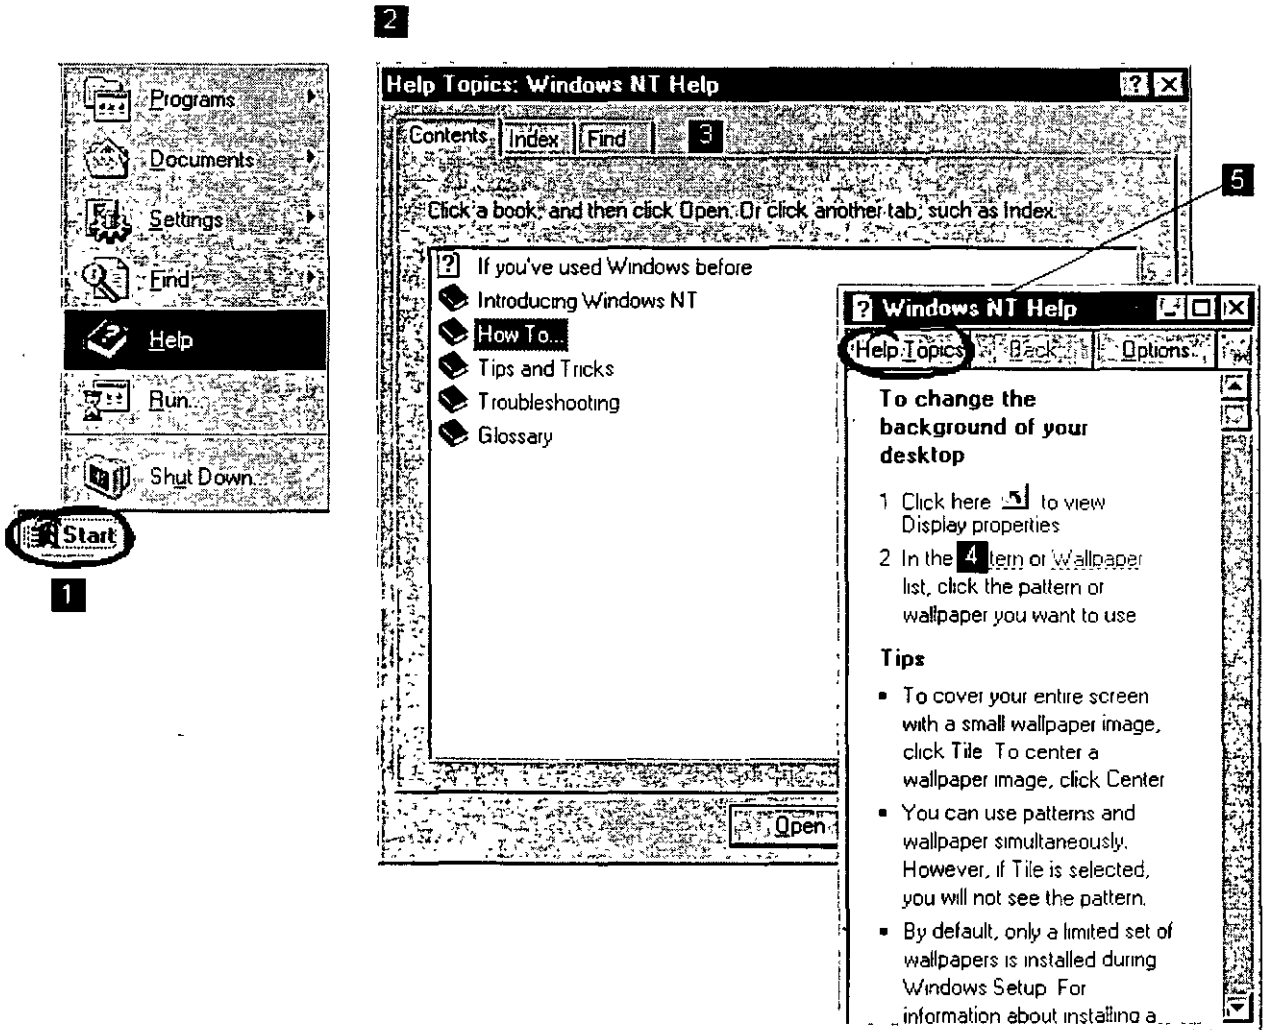 2
Programs
Documents
Settings
Find
Help
Run...
Shut Down...
Start
1
Help Topics: Windows NT Help
Contents Index Find 3
Click a book, and then click Open. Or click another tab, such as Index.
If you've used Windows before
Introducing Windows NT
How To...
Tips and Tricks
Troubleshooting
Glossary
Open
5
Windows NT Help
Help Topics Back Options
To change the
background of your
desktop
1 Click here to view
Display properties
2 In the 4 tern or Wallpaper
list, click the pattern or
wallpaper you want to use
Tips
• To cover your entire screen
with a small wallpaper image,
click Tile To center a
wallpaper image, click Center
• You can use patterns and
wallpaper simultaneously.
However, if Tile is selected,
you will not see the pattern.
• By default, only a limited set of
wallpapers is installed during
Windows Setup For
information about installing a